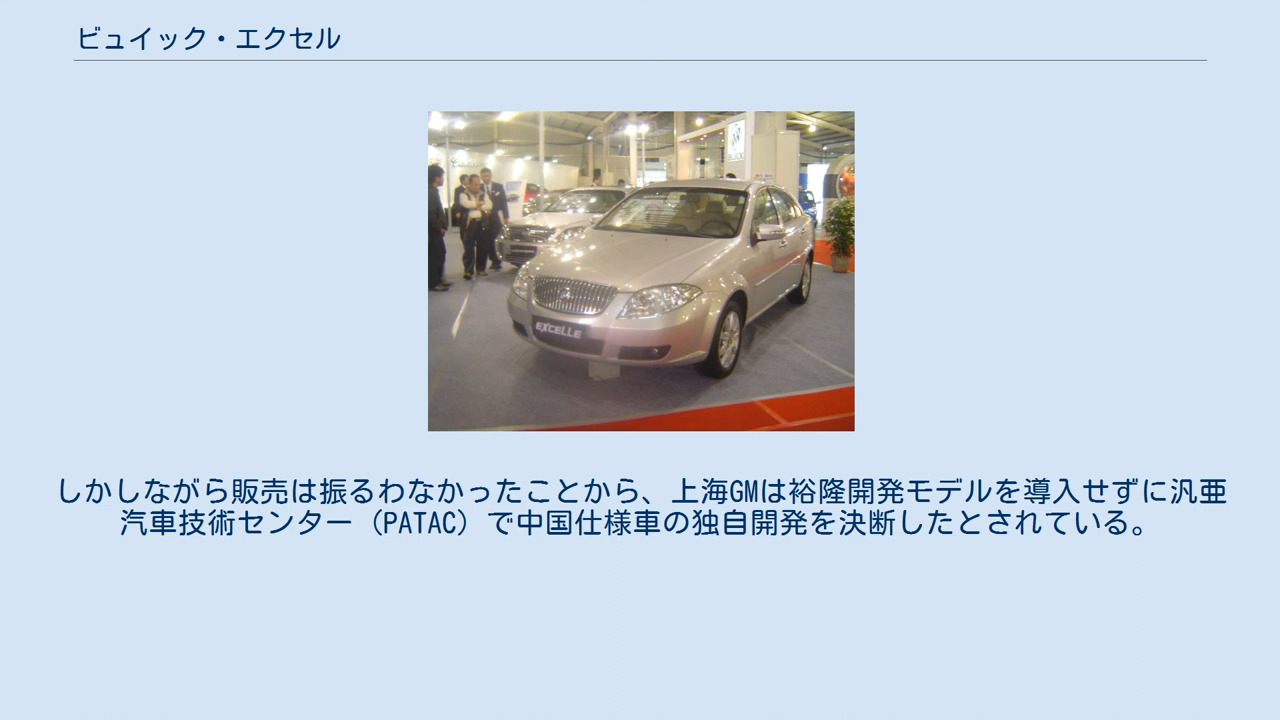 ビュイック・エクセル
BUICK
EXCELLE
しかしながら販売は振るわなかったことから、上海GMは裕隆開発モデルを導入せずに汎亜
汽車技術センター（PATAC）で中国仕様車の独自開発を決断したとされている。